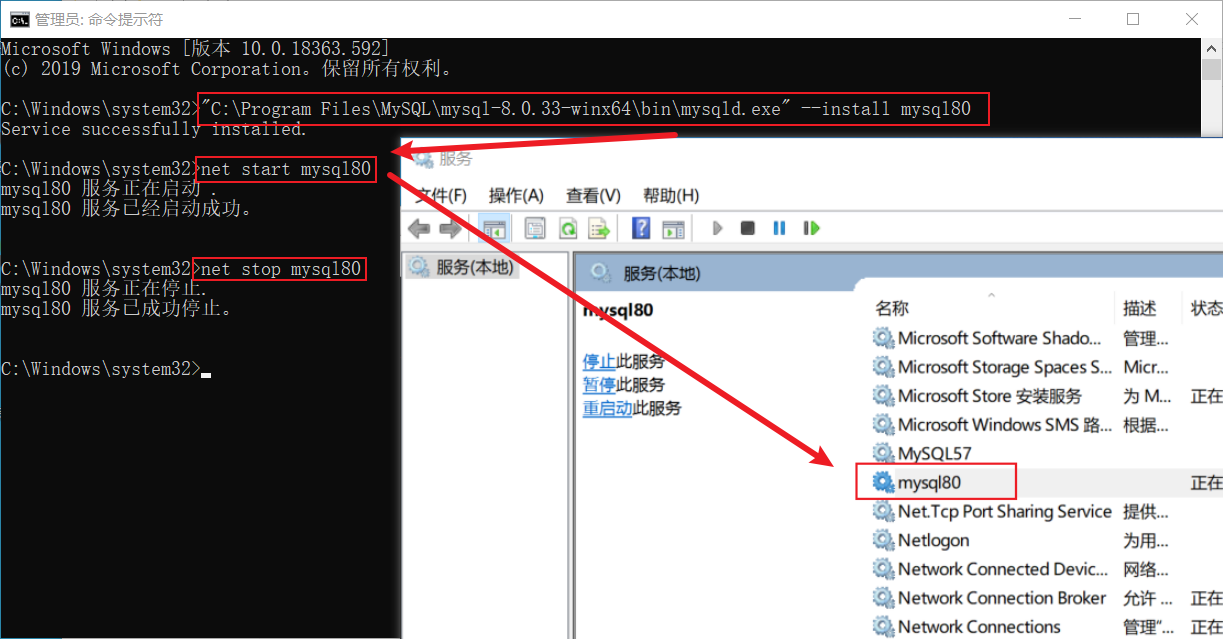 管理员: 命令提示符
Microsoft Windows [版本 10.0.18363.592]
(c) 2019 Microsoft Corporation。保留所有权利。
C:\Windows\system32>"C:\Program Files\MySQL\mysql-8.0.33-winx64\bin\mysqld.exe" --install mysql80
Service successfully installed.
C:\Windows\system32>net start mysql80
mysql80 服务正在启动 .
mysql80 服务已经启动成功。
C:\Windows\system32>net stop mysql80
mysql80 服务正在停止.
mysql80 服务已成功停止。
C:\Windows\system32>
服务
文件(F) 操作(A) 查看(V) 帮助(H)
服务(本地)
服务(本地)
mysql80
停止此服务
暂停此服务
重启动此服务
名称 描述 状态
Microsoft Software Shado... 管理...
Microsoft Storage Spaces S... Micr...
Microsoft Store 安装服务 为 M... 正在
Microsoft Windows SMS 路... 根据...
MySQL57
mysql80 正在
Net.Tcp Port Sharing Service 提供...
Netlogon 为用...
Network Connected Devic... 网络...
Network Connection Broker 允许 ... 正在
Network Connections 管理"... 正在